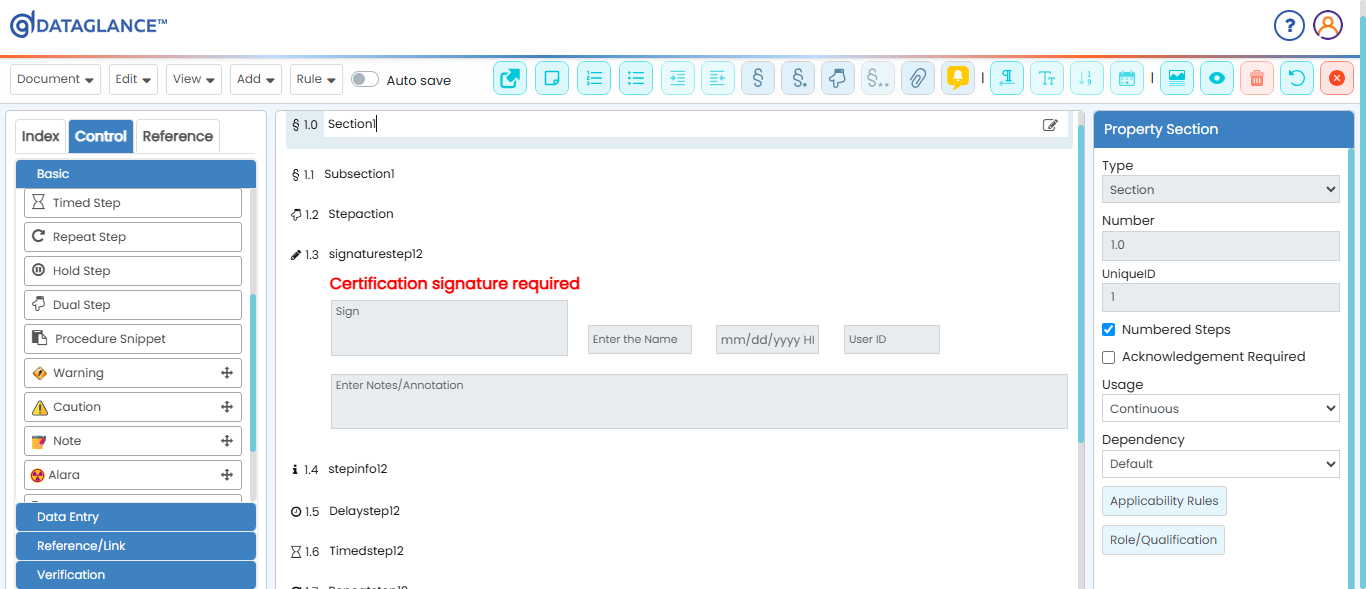 DATAGLANCE™
?
Document Edit View Add Rule Auto save
Index Control Reference
Basic
Timed Step
Repeat Step
Hold Step
Dual Step
Procedure Snippet
Warning
Caution
Note
Alara
Data Entry
Reference/Link
Verification
§ 1.0 Section1
§ 1.1 Subsection1
1.2 Stepaction
1.3 signaturestep12
Certification signature required
Sign
Enter the Name
mm/dd/yyyy HI
User ID
Enter Notes/Annotation
1.4 stepinfo12
1.5 Delaystep12
1.6 Timedstep12
Property Section
Type
Section
Number
1.0
UniqueID
1
Numbered Steps
Acknowledgement Required
Usage
Continuous
Dependency
Default
Applicability Rules
Role/Qualification